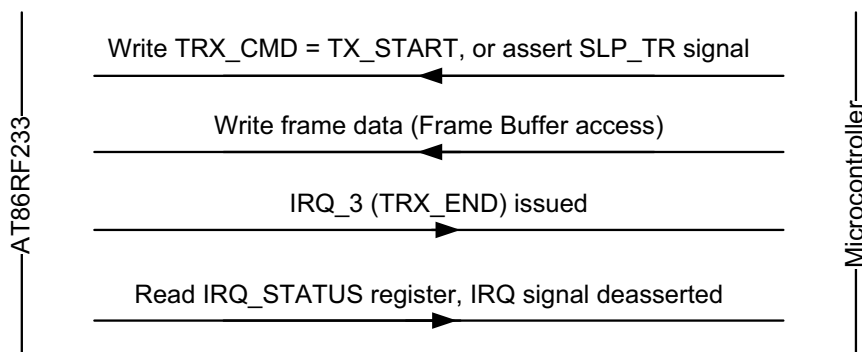 Write TRX_CMD = TX_START, or assert SLP_TR signal
Write frame data (Frame Buffer access)
IRQ_3 (TRX_END) issued
Read IRQ_STATUS register, IRQ signal deasserted
AT86RF233
Microcontroller